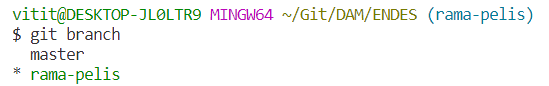 vitit@DESKTOP-JL0LTR9 MINGW64 ~/Git/DAM/ENDES (rama-pelis)
$ git branch
  master
* rama-pelis